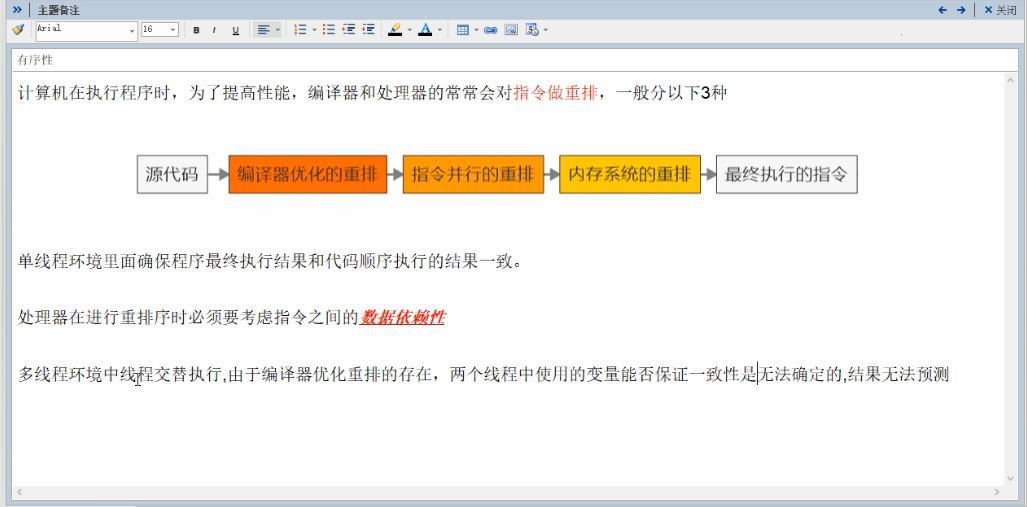 主题备注
关闭
Arial
16
B I U
有序性
计算机在执行程序时，为了提高性能，编译器和处理器的常常会对指令做重排，一般分以下3种
源代码 编译器优化的重排 指令并行的重排 内存系统的重排 最终执行的指令
单线程环境里面确保程序最终执行结果和代码顺序执行的结果一致。
处理器在进行重排序时必须要考虑指令之间的数据依赖性
多线程环境中线程交替执行,由于编译器优化重排的存在，两个线程中使用的变量能否保证一致性是无法确定的,结果无法预测